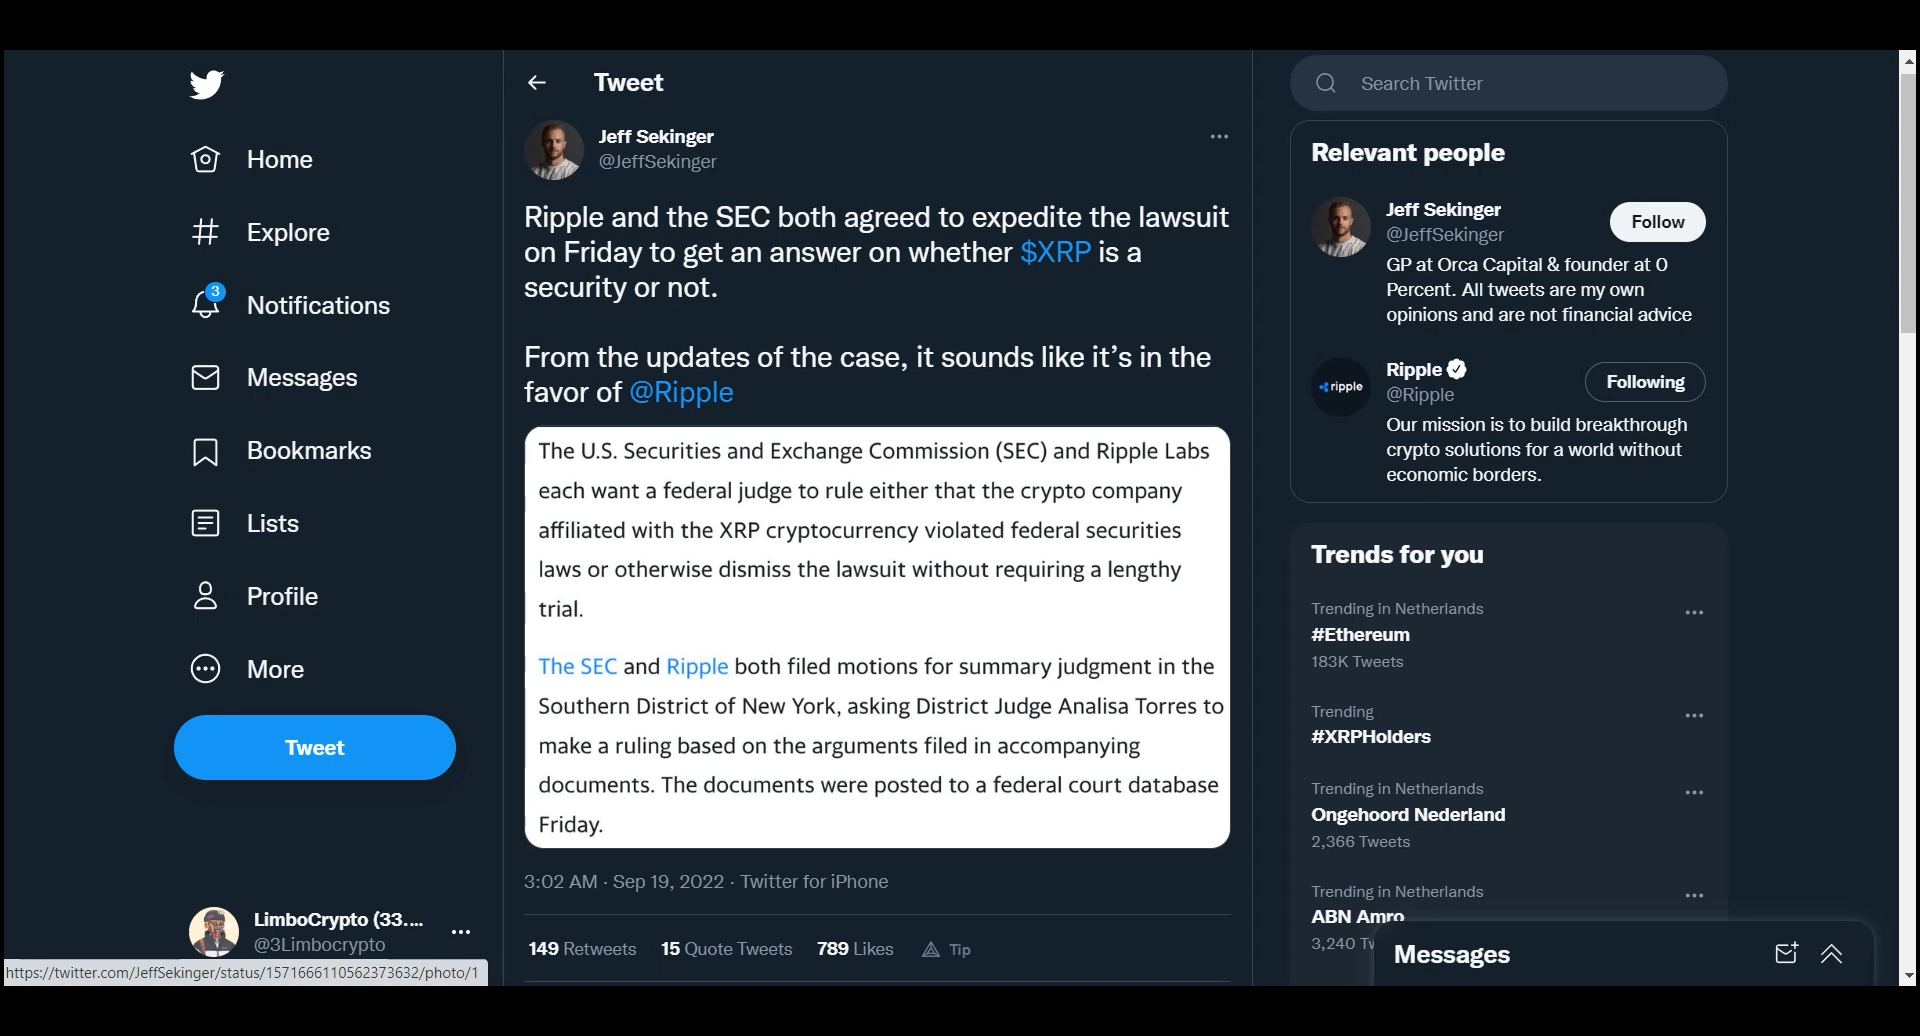 Home
Explore
3
Notifications
Messages
Bookmarks
Lists
Profile
More
Tweet
LimboCrypto (33....
@3Limbocrypto
https://twitter.com/JeffSekinger/status/1571666110562373632/photo/1
Tweet
Jeff Sekinger
@JeffSekinger
Ripple and the SEC both agreed to expedite the lawsuit
on Friday to get an answer on whether $XRP is a
security or not.
From the updates of the case, it sounds like it’s in the
favor of @Ripple
The U.S. Securities and Exchange Commission (SEC) and Ripple Labs
each want a federal judge to rule either that the crypto company
affiliated with the XRP cryptocurrency violated federal securities
laws or otherwise dismiss the lawsuit without requiring a lengthy
trial.
The SEC and Ripple both filed motions for summary judgment in the
Southern District of New York, asking District Judge Analisa Torres to
make a ruling based on the arguments filed in accompanying
documents. The documents were posted to a federal court database
Friday.
3:02 AM · Sep 19, 2022 · Twitter for iPhone
149 Retweets 15 Quote Tweets 789 Likes Tip
Search Twitter
Relevant people
Jeff Sekinger
@JeffSekinger
Follow
GP at Orca Capital & founder at 0
Percent. All tweets are my own
opinions and are not financial advice
ripple
Ripple
@Ripple
Following
Our mission is to build breakthrough
crypto solutions for a world without
economic borders.
Trends for you
Trending in Netherlands
#Ethereum
183K Tweets
Trending
#XRPHolders
Trending in Netherlands
Ongehoord Nederland
2,366 Tweets
Trending in Netherlands
ABN Amro
3,240 Tw
Messages